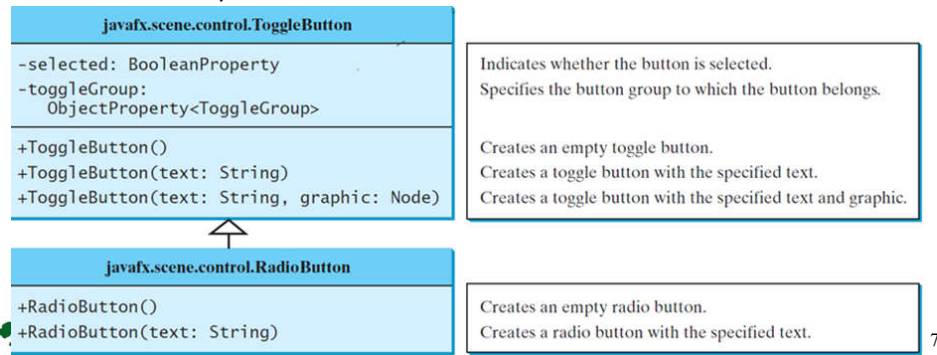 javafx.scene.control.ToggleButton
-selected: BooleanProperty
-toggleGroup:
ObjectProperty<ToggleGroup>
+ToggleButton()
+ToggleButton(text: String)
+ToggleButton(text: String, graphic: Node)
Indicates whether the button is selected.
Specifies the button group to which the button belongs.
Creates an empty toggle button.
Creates a toggle button with the specified text.
Creates a toggle button with the specified text and graphic.
javafx.scene.control.RadioButton
+RadioButton()
+RadioButton(text: String)
Creates an empty radio button.
Creates a radio button with the specified text.
7